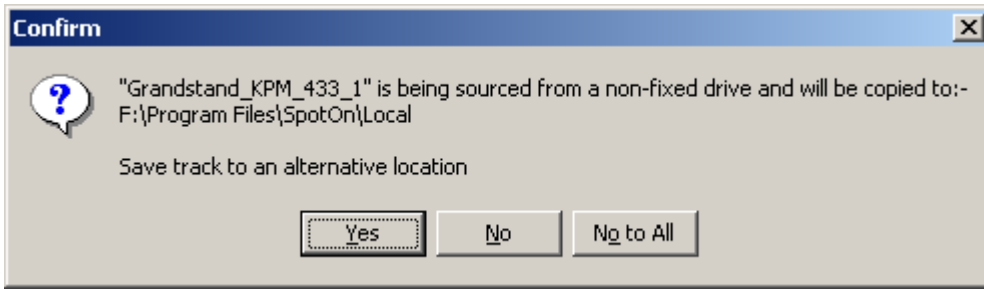 Confirm
"Grandstand_KPM_433_1" is being sourced from a non-fixed drive and will be copied to:-
F:\Program Files\SpotOn\Local
Save track to an alternative location
Yes
No
No to All